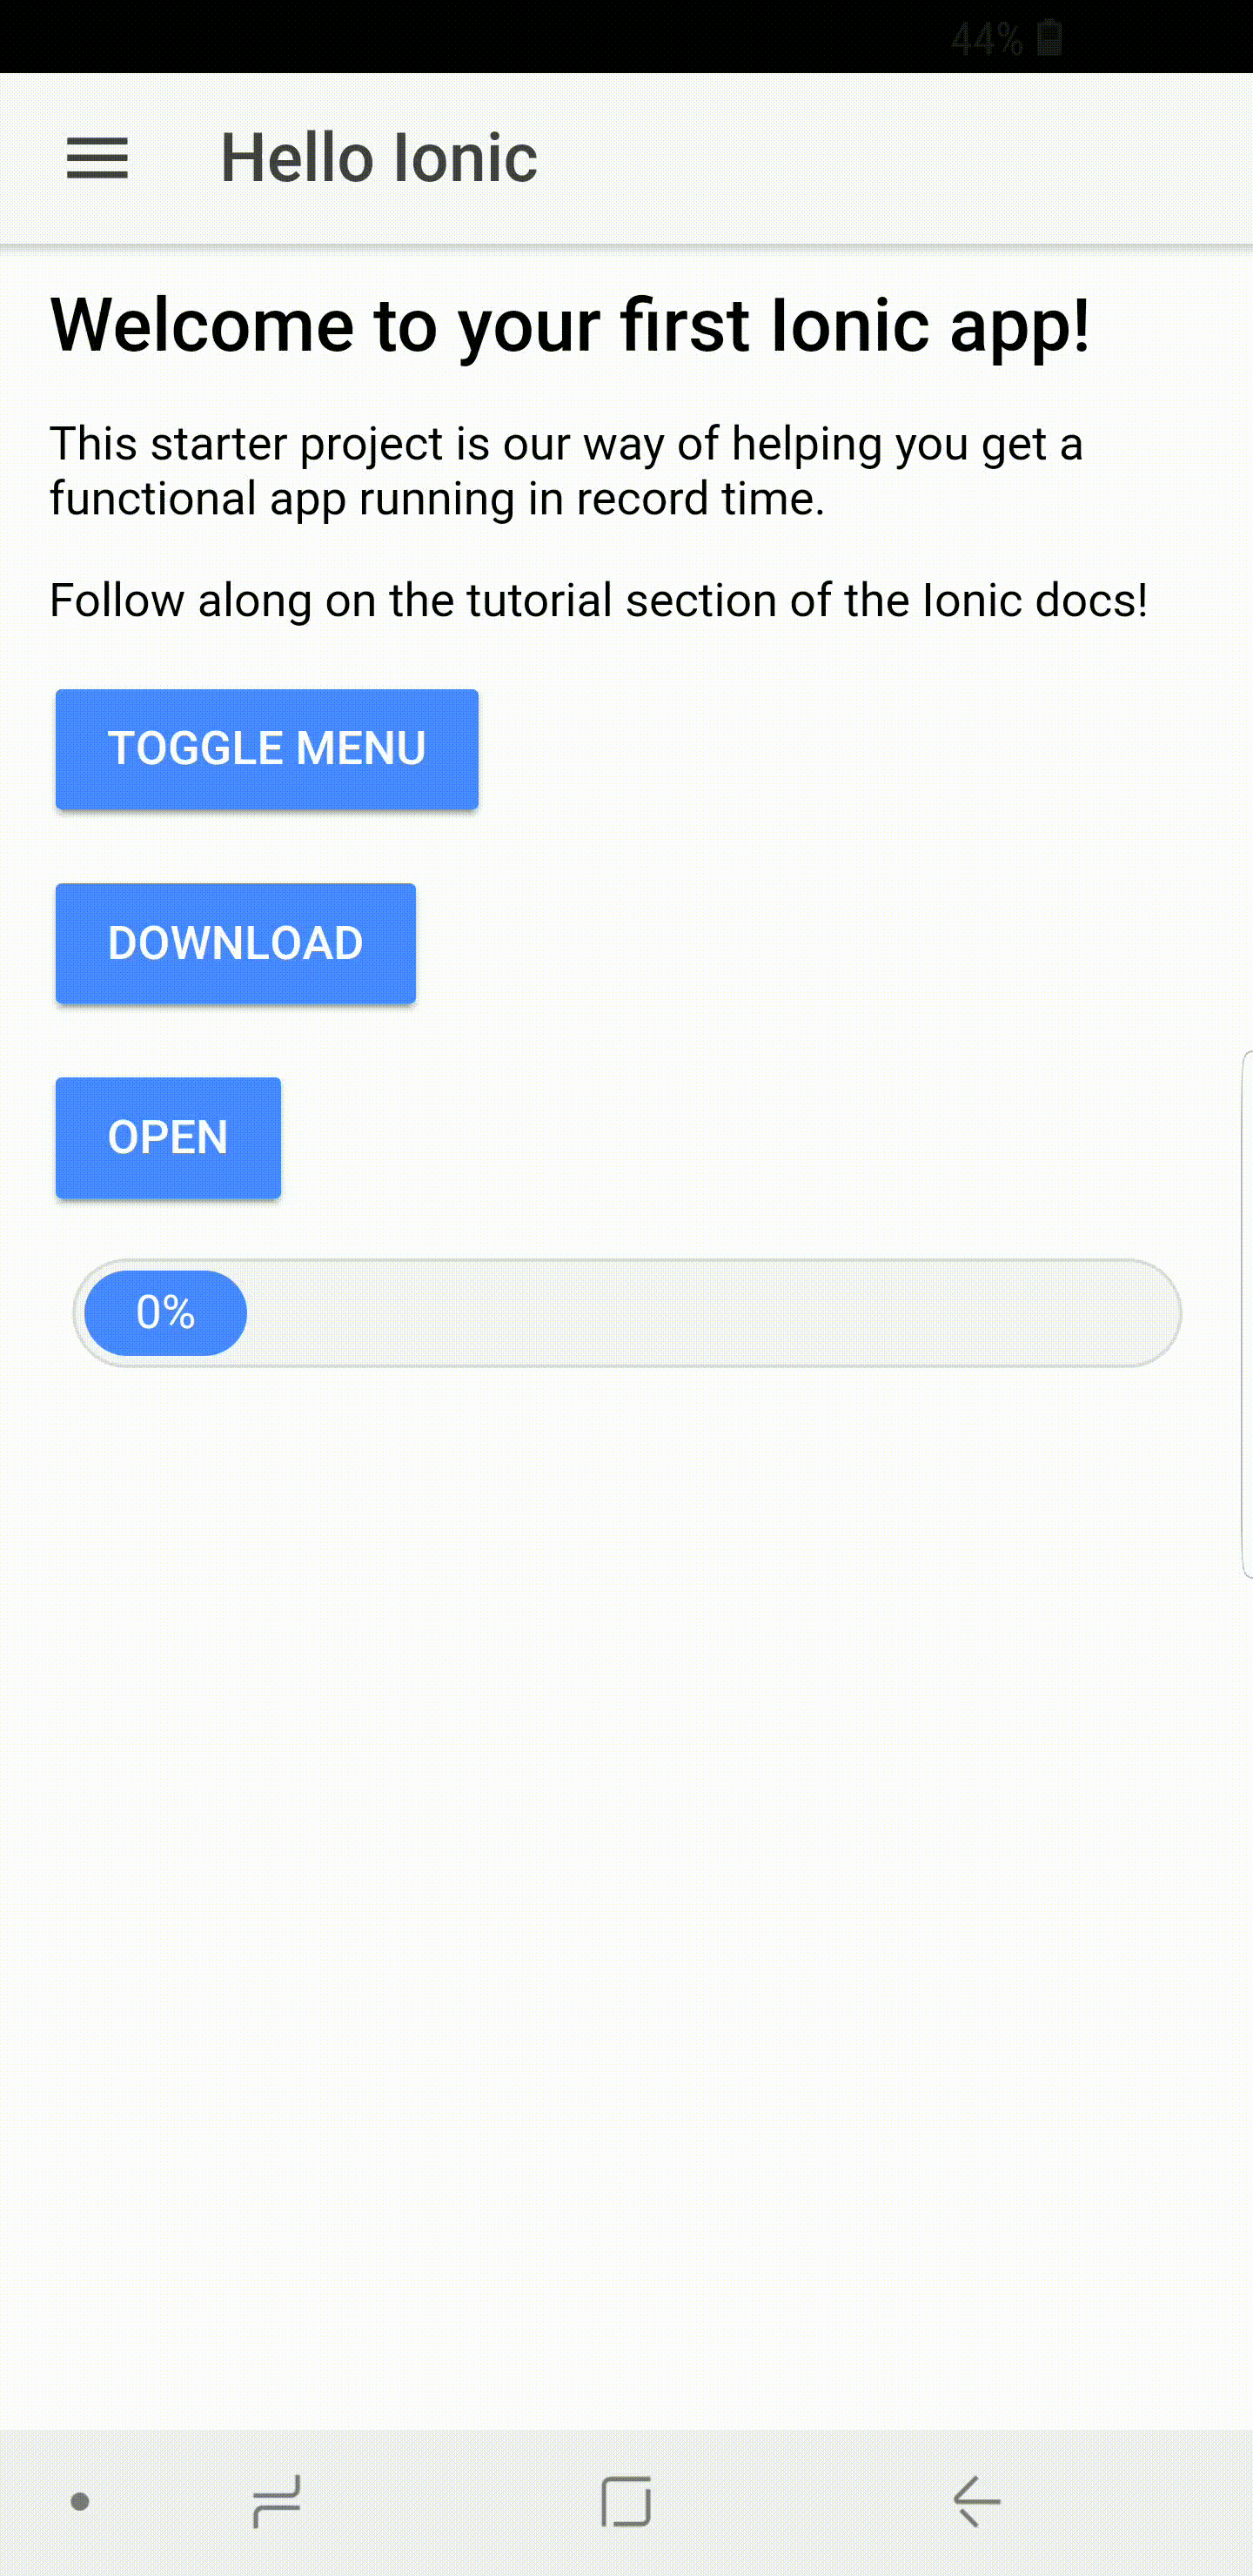 44%
Hello Ionic
Welcome to your first Ionic app!
This starter project is our way of helping you get a
functional app running in record time.
Follow along on the tutorial section of the Ionic docs!
TOGGLE MENU
DOWNLOAD
OPEN
0%